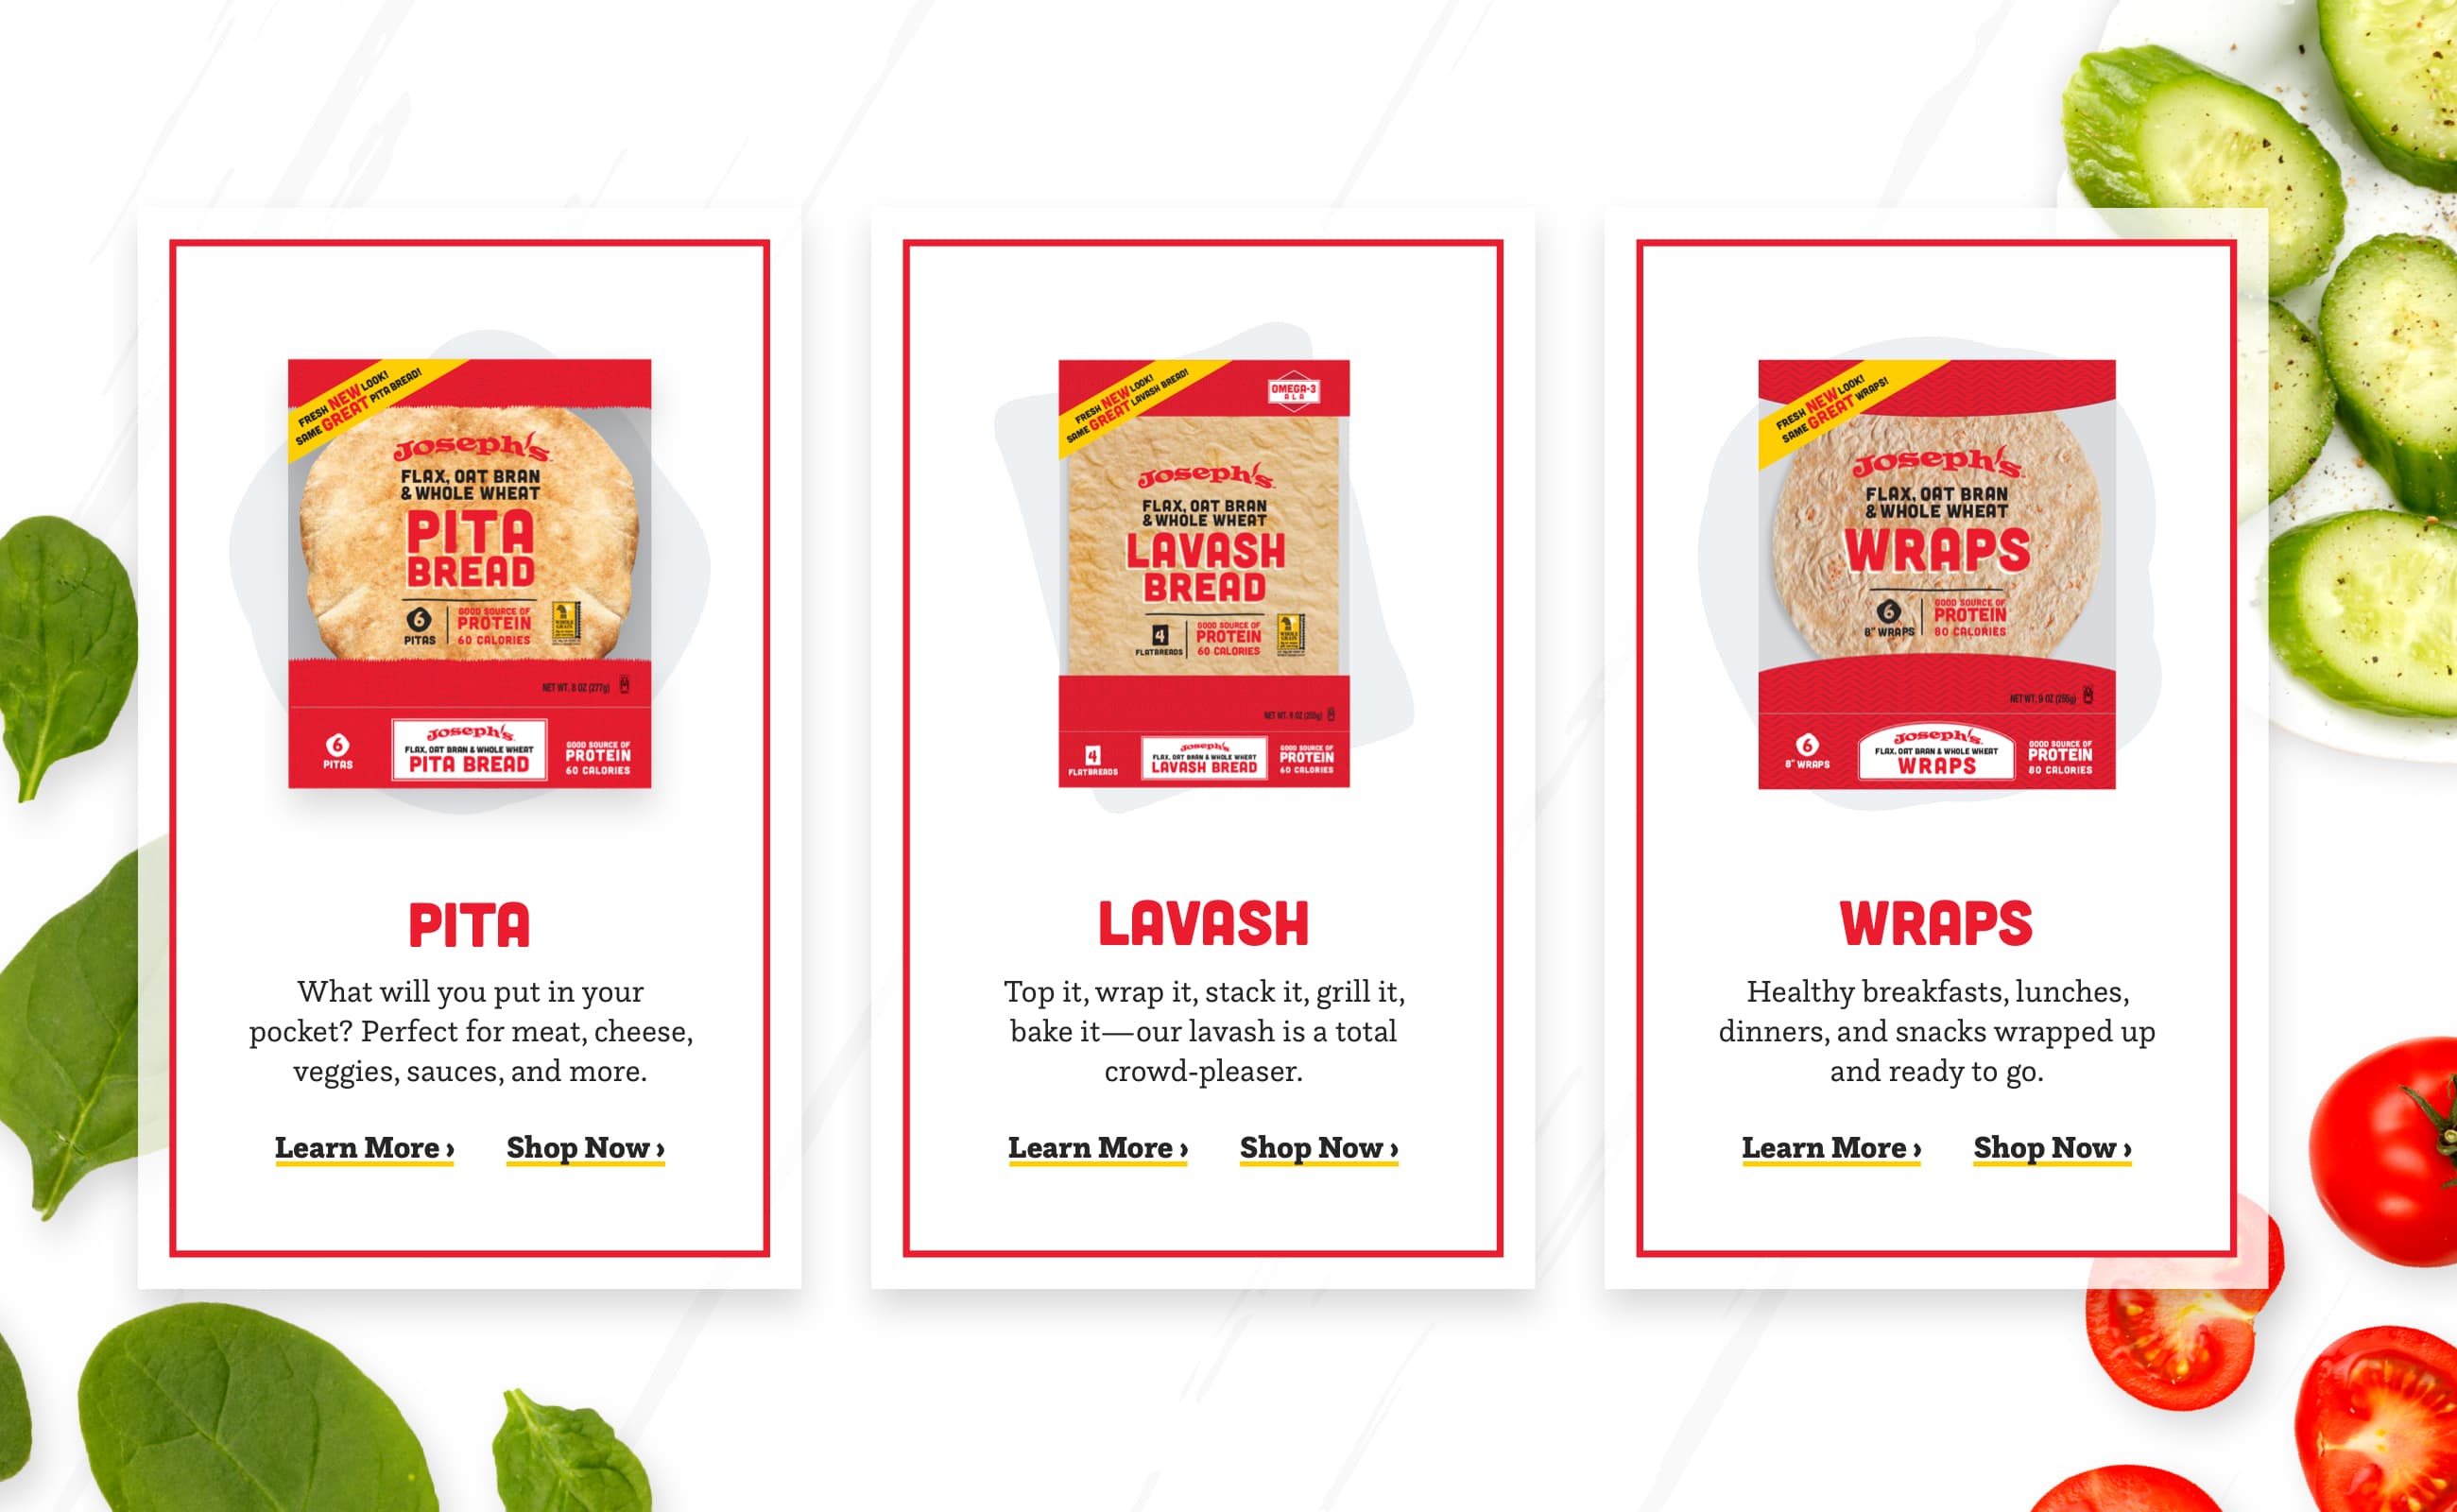 FRESH NEW LOOK!
SAME GREAT PITA BREAD!
Joseph's
FLAX, OAT BRAN
& WHOLE WHEAT
PITA
BREAD
6
PITAS
GOOD SOURCE OF
PROTEIN
60 CALORIES
WHOLE
GRAIN
NET WT. 8 OZ (277g)
6
PITAS
Joseph's
FLAX, OAT BRAN & WHOLE WHEAT
PITA BREAD
GOOD SOURCE OF
PROTEIN
60 CALORIES
PITA
What will you put in your
pocket? Perfect for meat, cheese,
veggies, sauces, and more.
Learn More › Shop Now ›
FRESH NEW LOOK!
SAME GREAT LAVASH BREAD!
OMEGA-3
ALA
Joseph's
FLAX, OAT BRAN
& WHOLE WHEAT
LAVASH
BREAD
4
FLATBREADS
GOOD SOURCE OF
PROTEIN
60 CALORIES
WHOLE
GRAIN
NET WT. 9 OZ (255g)
4
FLATBREADS
Joseph's
FLAX, OAT BRAN & WHOLE WHEAT
LAVASH BREAD
GOOD SOURCE OF
PROTEIN
60 CALORIES
LAVASH
Top it, wrap it, stack it, grill it,
bake it—our lavash is a total
crowd-pleaser.
Learn More › Shop Now ›
FRESH NEW LOOK!
SAME GREAT WRAPS!
Joseph's
FLAX, OAT BRAN
& WHOLE WHEAT
WRAPS
6
8" WRAPS
GOOD SOURCE OF
PROTEIN
80 CALORIES
NET WT. 9 OZ (255g)
6
8" WRAPS
Joseph's
FLAX, OAT BRAN & WHOLE WHEAT
WRAPS
GOOD SOURCE OF
PROTEIN
80 CALORIES
WRAPS
Healthy breakfasts, lunches,
dinners, and snacks wrapped up
and ready to go.
Learn More › Shop Now ›